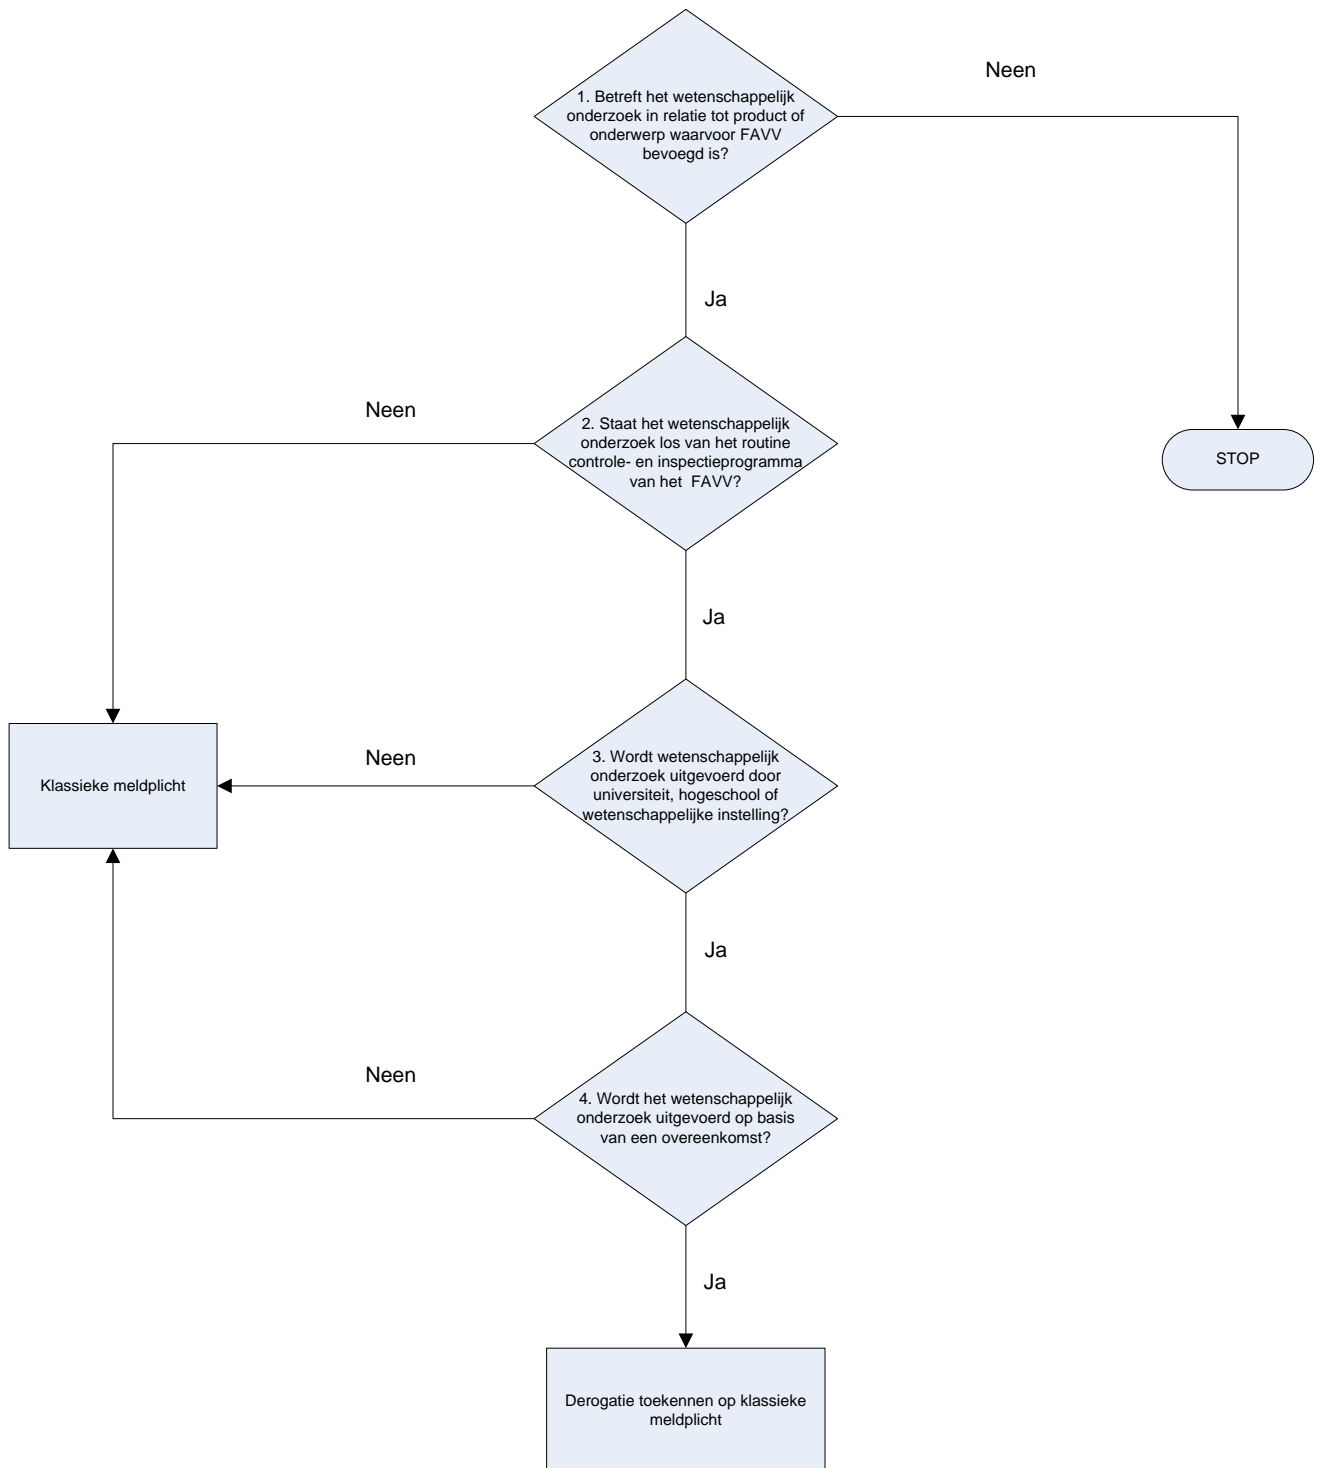 Neen
1. Betreft het wetenschappelijk
onderzoek in relatie tot product of
onderwerp waarvoor FAVV
bevoegd is?
Ja
Neen
2. Staat het wetenschappelijk
onderzoek los van het routine
controle- en inspectieprogramma
van het  FAVV?
STOP
Ja
Neen
3. Wordt wetenschappelijk
onderzoek uitgevoerd door
universiteit, hogeschool of
wetenschappelijke instelling?
Klassieke meldplicht
Ja
Neen
4. Wordt het wetenschappelijk
onderzoek uitgevoerd op basis
van een overeenkomst?
Ja
Derogatie toekennen op klassieke
meldplicht